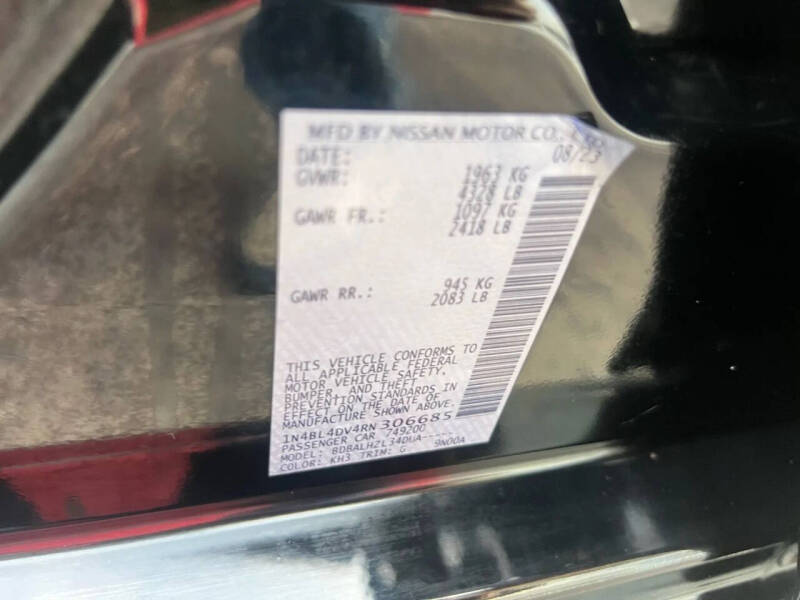 MFD BY NISSAN MOTOR CO., LTD.
DATE: 08/23
GVWR: 1963 KG
4328 LB
GAWR FR.: 1097 KG
2418 LB
GAWR RR.: 945 KG
2083 LB
THIS VEHICLE CONFORMS TO
ALL APPLICABLE FEDERAL
MOTOR VEHICLE SAFETY,
BUMPER, AND THEFT
PREVENTION STANDARDS IN
EFFECT ON THE DATE OF
MANUFACTURE SHOWN ABOVE.
1N4BL4DV4RN306685
PASSENGER CAR 749200
MODEL: BDBALHZL34DUA-----
COLOR: KH3 TRIM: G 9N00A